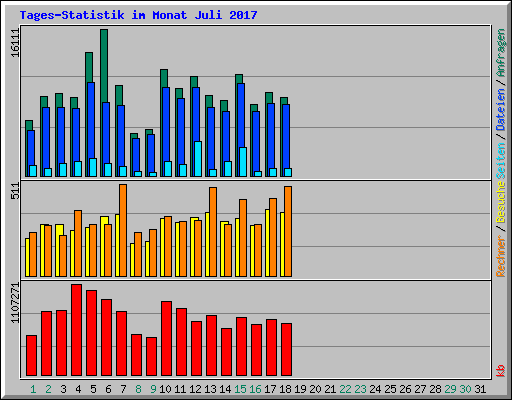 Tages-Statistik im Monat Juli 2017
16111
511
1107271
Rechner / Besuche Seiten / Dateien / Anfragen
kb
1 2 3 4 5 6 7 8 9 10 11 12 13 14 15 16 17 18 19 20 21 22 23 24 25 26 27 28 29 30 31